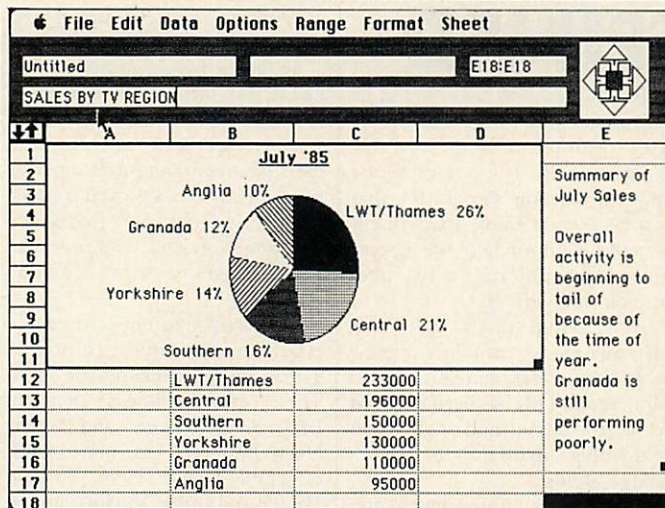 File Edit Data Options Range Format Sheet
Untitled E18:E18
SALES BY TV REGION
A B C D E
1 July '85
2 Summary of
3 Anglia 10% July Sales
4 LWT/Thames 26%
5 Granada 12% Overall
6 activity is
7 beginning to
8 Yorkshire 14% tail of
9 because of
10 Central 21% the time of
11 Southern 16% year.
12 LWT/Thames 233000 Granada is
13 Central 196000 still
14 Southern 150000 performing
15 Yorkshire 130000 poorly.
16 Granada 110000
17 Anglia 95000
18